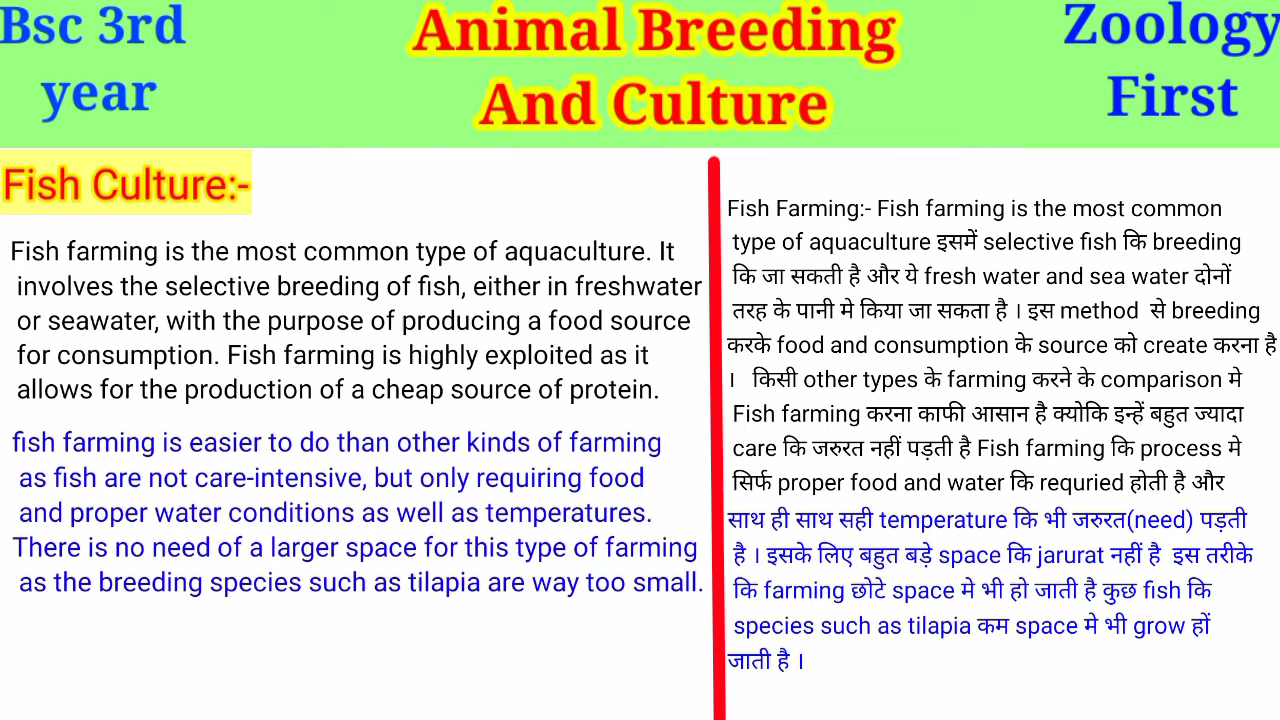 Bsc 3rd
year
Animal Breeding
And Culture
Zoology
First
Fish Culture:-
Fish farming is the most common type of aquaculture. It
involves the selective breeding of fish, either in freshwater
or seawater, with the purpose of producing a food source
for consumption. Fish farming is highly exploited as it
allows for the production of a cheap source of protein.
fish farming is easier to do than other kinds of farming
as fish are not care-intensive, but only requiring food
and proper water conditions as well as temperatures.
There is no need of a larger space for this type of farming
as the breeding species such as tilapia are way too small.
Fish Farming:- Fish farming is the most common
type of aquaculture इसमें selective fish कि breeding
कि जा सकती है और ये fresh water and sea water दोनों
तरह के पानी मे किया जा सकता है । इस method से breeding
करके food and consumption के source को create करना है
। किसी other types के farming करने के comparison मे
Fish farming करना काफी आसान है क्योकि इन्हें बहुत ज्यादा
care कि जरुरत नहीं पड़ती है Fish farming कि process मे
सिर्फ proper food and water कि requried होती है और
साथ ही साथ सही temperature कि भी जरुरत(need) पड़ती
है । इसके लिए बहुत बड़े space कि jarurat नहीं है इस तरीके
कि farming छोटे space मे भी हो जाती है कुछ fish कि
species such as tilapia कम space मे भी grow हों
जाती है ।